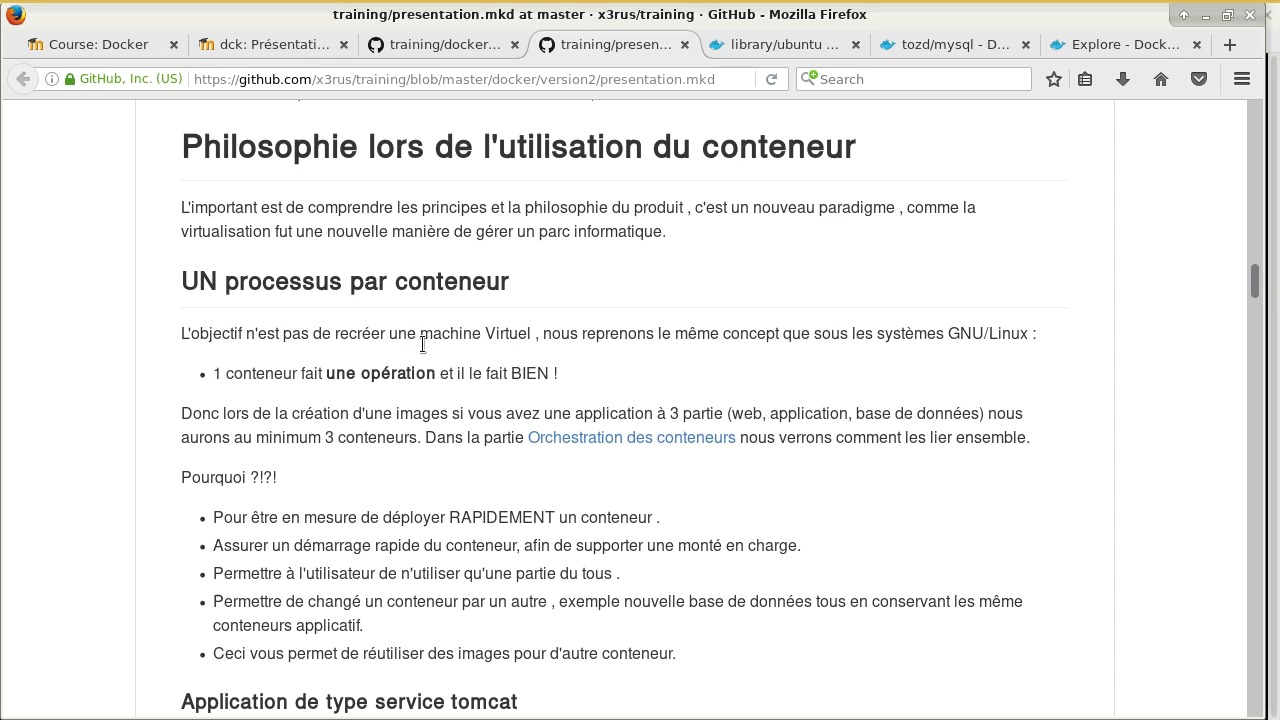 training/presentation.mkd at master · x3rus/training · GitHub - Mozilla Firefox
Course: Docker
dck: Présentati...
training/docker...
training/presen...
library/ubuntu ...
tozd/mysql - D...
Explore - Dock...
GitHub, Inc. (US)
https://github.com/x3rus/training/blob/master/docker/version2/presentation.mkd
Search
Philosophie lors de l'utilisation du conteneur
L'important est de comprendre les principes et la philosophie du produit , c'est un nouveau paradigme , comme la
virtualisation fut une nouvelle manière de gérer un parc informatique.
UN processus par conteneur
L'objectif n'est pas de recréer une machine Virtuel , nous reprenons le même concept que sous les systèmes GNU/Linux :
• 1 conteneur fait une opération et il le fait BIEN !
Donc lors de la création d'une images si vous avez une application à 3 partie (web, application, base de données) nous
aurons au minimum 3 conteneurs. Dans la partie Orchestration des conteneurs nous verrons comment les lier ensemble.
Pourquoi ?!?!
• Pour être en mesure de déployer RAPIDEMENT un conteneur .
• Assurer un démarrage rapide du conteneur, afin de supporter une monté en charge.
• Permettre à l'utilisateur de n'utiliser qu'une partie du tous .
• Permettre de changé un conteneur par un autre , exemple nouvelle base de données tous en conservant les même
conteneurs applicatif.
• Ceci vous permet de réutiliser des images pour d'autre conteneur.
Application de type service tomcat